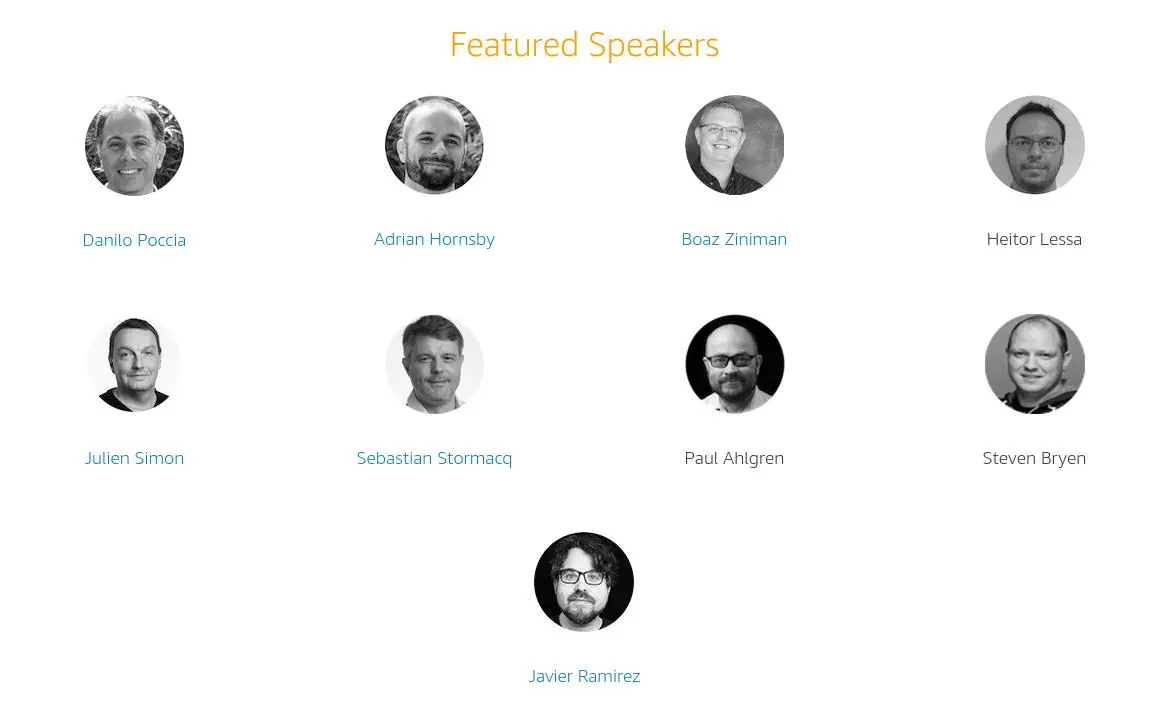 Featured Speakers
Danilo Poccia
Adrian Hornsby
Boaz Ziniman
Heitor Lessa
Julien Simon
Sebastian Stormacq
Paul Ahlgren
Steven Bryen
Javier Ramirez